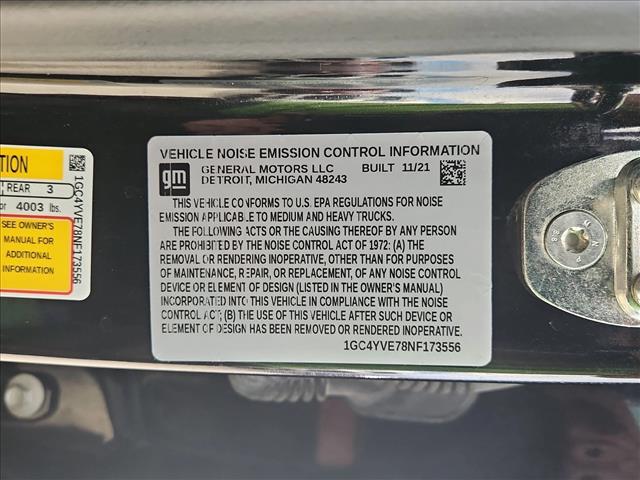 TION
REAR 3
or 4003 lbs.
SEE OWNER'S
MANUAL FOR
ADDITIONAL
INFORMATION
1GC4YVE78NF173556
VEHICLE NOISE EMISSION CONTROL INFORMATION
gm
GENERAL MOTORS LLC BUILT 11/21
DETROIT, MICHIGAN 48243
THIS VEHICLE CONFORMS TO U.S. EPA REGULATIONS FOR NOISE
EMISSION APPLICABLE TO MEDIUM AND HEAVY TRUCKS.
THE FOLLOWING ACTS OR THE CAUSING THEREOF BY ANY PERSON
ARE PROHIBITED BY THE NOISE CONTROL ACT OF 1972: (A) THE
REMOVAL OR RENDERING INOPERATIVE, OTHER THAN FOR PURPOSES
OF MAINTENANCE, REPAIR, OR REPLACEMENT, OF ANY NOISE CONTROL
DEVICE OR ELEMENT OF DESIGN (LISTED IN THE OWNER'S MANUAL)
INCORPORATED INTO THIS VEHICLE IN COMPLIANCE WITH THE NOISE
CONTROL ACT; (B) THE USE OF THIS VEHICLE AFTER SUCH DEVICE OR
ELEMENT OF DESIGN HAS BEEN REMOVED OR RENDERED INOPERATIVE.
1GC4YVE78NF173556